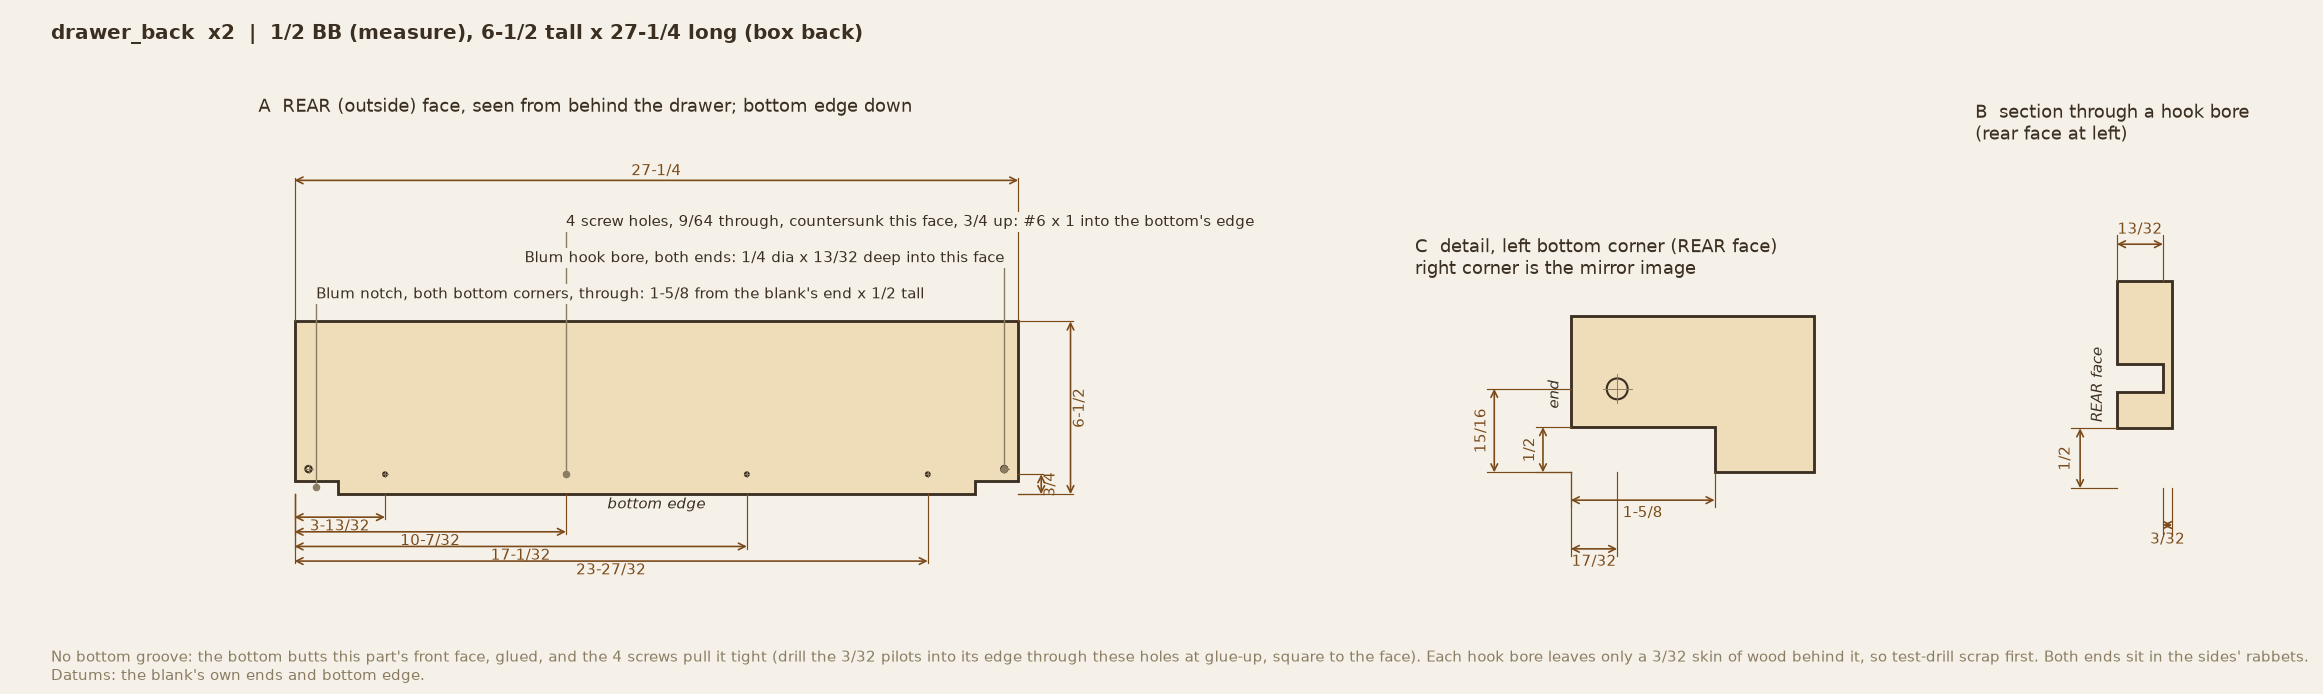 drawer_back  x2  |  1/2 BB (measure), 6-1/2 tall x 27-1/4 long (box back)
A  REAR (outside) face, seen from behind the drawer; bottom edge down
27-1/4
4 screw holes, 9/64 through, countersunk this face, 3/4 up: #6 x 1 into the bottom's edge
Blum hook bore, both ends: 1/4 dia x 13/32 deep into this face
Blum notch, both bottom corners, through: 1-5/8 from the blank's end x 1/2 tall
6-1/2
3/4
bottom edge
3-13/32
10-7/32
17-1/32
23-27/32
C  detail, left bottom corner (REAR face)
right corner is the mirror image
end
15/16
1/2
1-5/8
17/32
B  section through a hook bore
(rear face at left)
13/32
REAR face
1/2
3/32
No bottom groove: the bottom butts this part's front face, glued, and the 4 screws pull it tight (drill the 3/32 pilots into its edge through these holes at glue-up, square to the face). Each hook bore leaves only a 3/32 skin of wood behind it, so test-drill scrap first. Both ends sit in the sides' rabbets.
Datums: the blank's own ends and bottom edge.